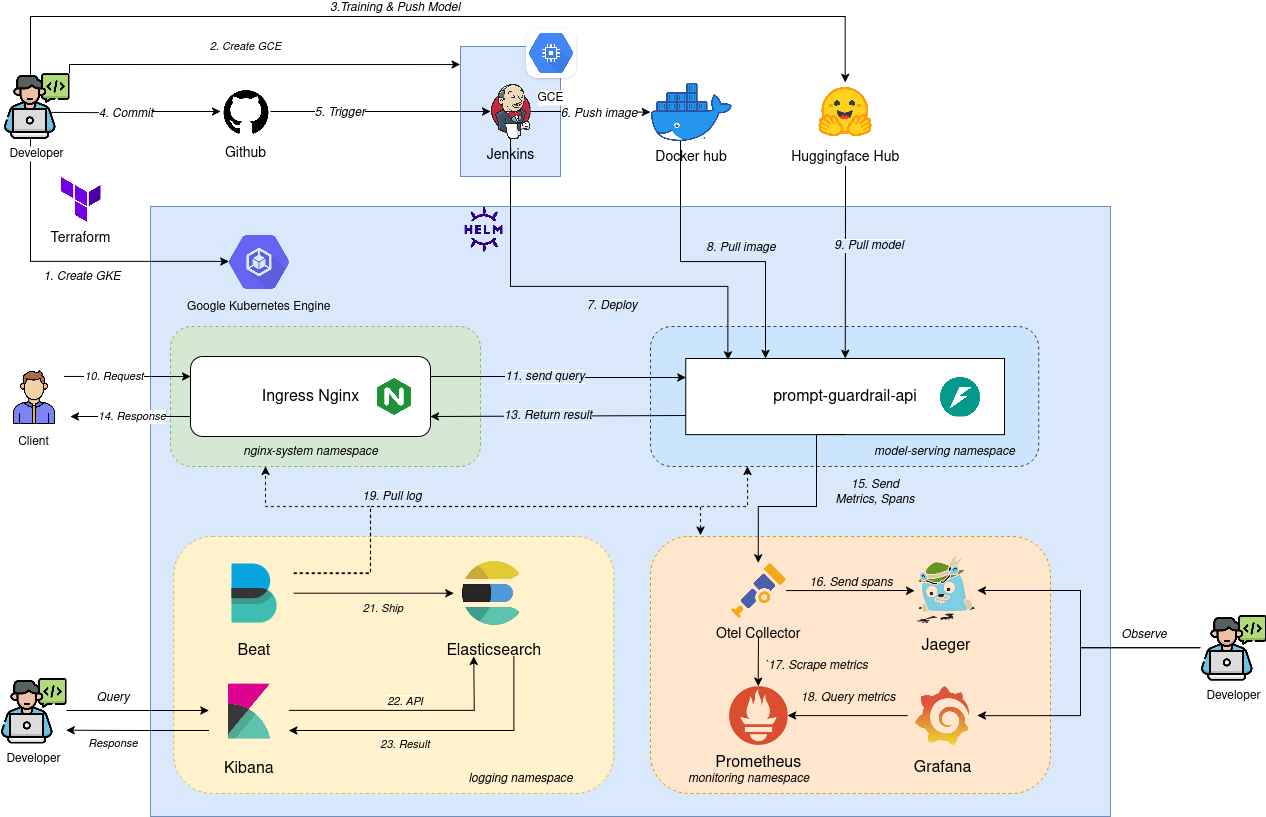 3.Training & Push Model
2. Create GCE
GCE
4. Commit
5. Trigger
6. Push image
Developer
Github
Jenkins
Docker hub
Huggingface Hub
Terraform
HELM
1. Create GKE
8. Pull image
9. Pull model
Google Kubernetes Engine
7. Deploy
10. Request
Ingress Nginx
11. send query
prompt-guardrail-api
14. Response
13. Return result
Client
nginx-system namespace
model-serving namespace
19. Pull log
15. Send
Metrics, Spans
Beat
21. Ship
Elasticsearch
Otel Collector
16. Send spans
Jaeger
Observe
Developer
`17. Scrape metrics
Query
22. API
18. Query metrics
Response
23. Result
Developer
Kibana
Prometheus
Grafana
logging namespace
monitoring namespace